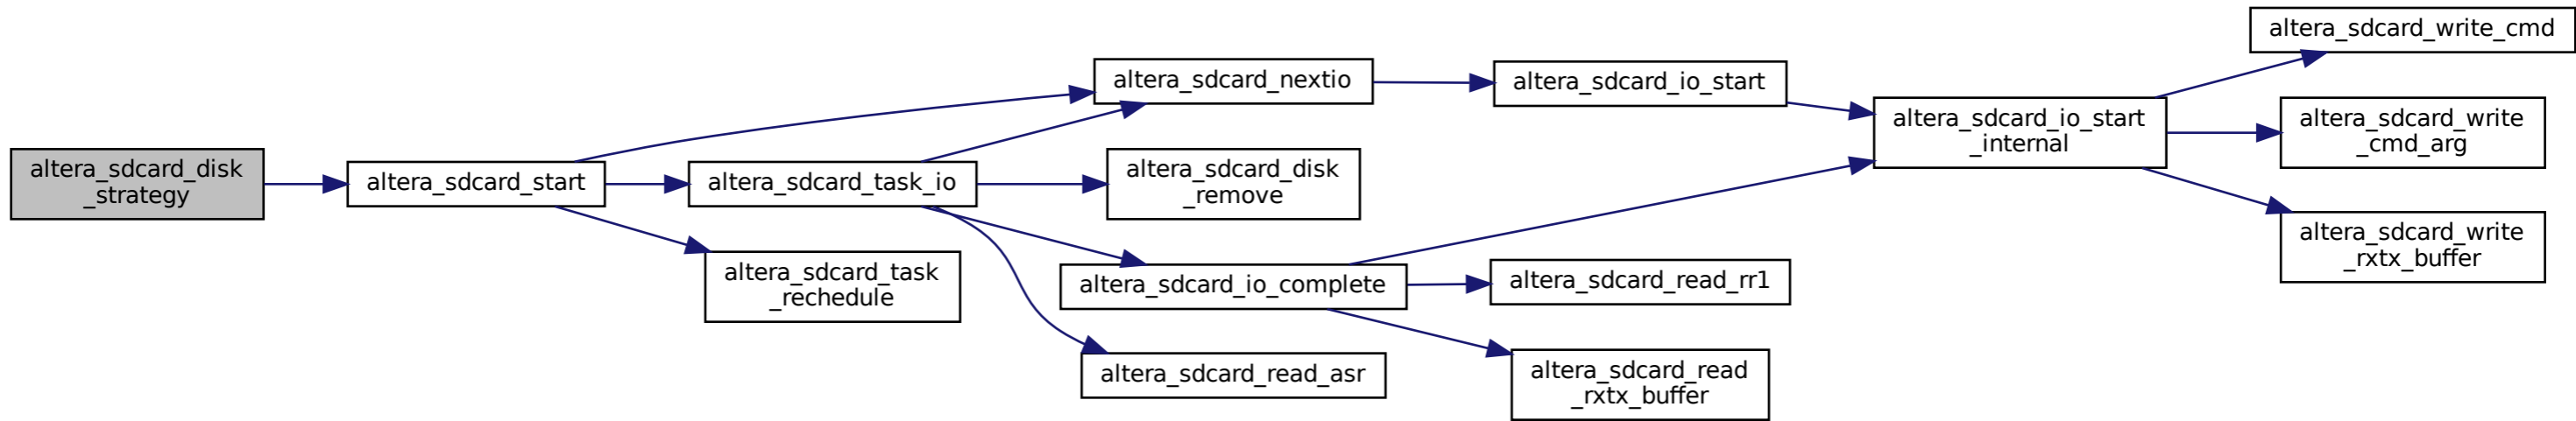 altera_sdcard_disk
_strategy
altera_sdcard_start
altera_sdcard_nextio
altera_sdcard_task_io
altera_sdcard_task
_rechedule
altera_sdcard_io_start
altera_sdcard_disk
_remove
altera_sdcard_io_complete
altera_sdcard_read_asr
altera_sdcard_io_start
_internal
altera_sdcard_read_rr1
altera_sdcard_read
_rxtx_buffer
altera_sdcard_write_cmd
altera_sdcard_write
_cmd_arg
altera_sdcard_write
_rxtx_buffer